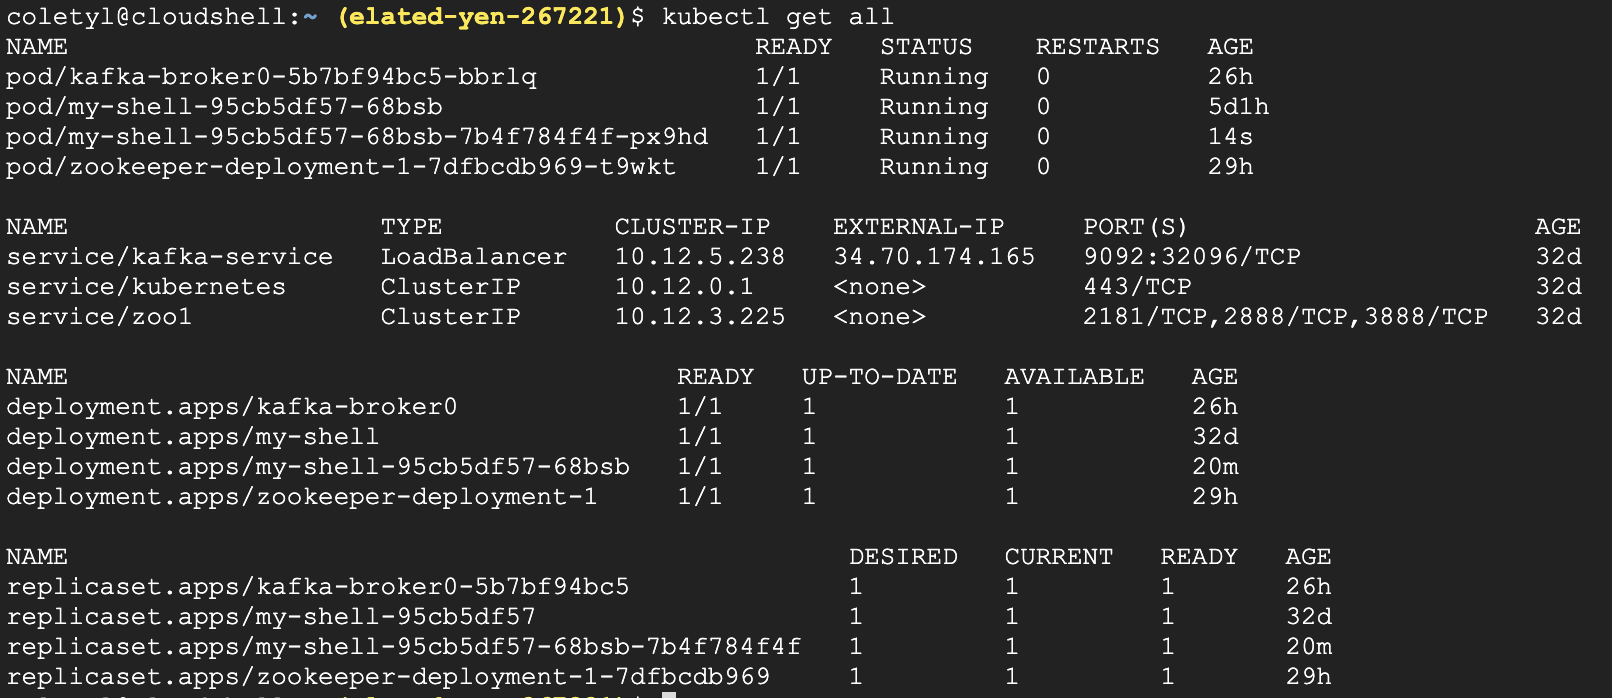 coletyl@cloudshell:~ (elated-yen-267221)$ kubectl get all
NAME READY STATUS RESTARTS AGE
pod/kafka-broker0-5b7bf94bc5-bbrlq 1/1 Running 0 26h
pod/my-shell-95cb5df57-68bsb 1/1 Running 0 5d1h
pod/my-shell-95cb5df57-68bsb-7b4f784f4f-px9hd 1/1 Running 0 14s
pod/zookeeper-deployment-1-7dfbcdb969-t9wkt 1/1 Running 0 29h
NAME TYPE CLUSTER-IP EXTERNAL-IP PORT(S) AGE
service/kafka-service LoadBalancer 10.12.5.238 34.70.174.165 9092:32096/TCP 32d
service/kubernetes ClusterIP 10.12.0.1 <none> 443/TCP 32d
service/zoo1 ClusterIP 10.12.3.225 <none> 2181/TCP,2888/TCP,3888/TCP 32d
NAME READY UP-TO-DATE AVAILABLE AGE
deployment.apps/kafka-broker0 1/1 1 1 26h
deployment.apps/my-shell 1/1 1 1 32d
deployment.apps/my-shell-95cb5df57-68bsb 1/1 1 1 20m
deployment.apps/zookeeper-deployment-1 1/1 1 1 29h
NAME DESIRED CURRENT READY AGE
replicaset.apps/kafka-broker0-5b7bf94bc5 1 1 1 26h
replicaset.apps/my-shell-95cb5df57 1 1 1 32d
replicaset.apps/my-shell-95cb5df57-68bsb-7b4f784f4f 1 1 1 20m
replicaset.apps/zookeeper-deployment-1-7dfbcdb969 1 1 1 29h